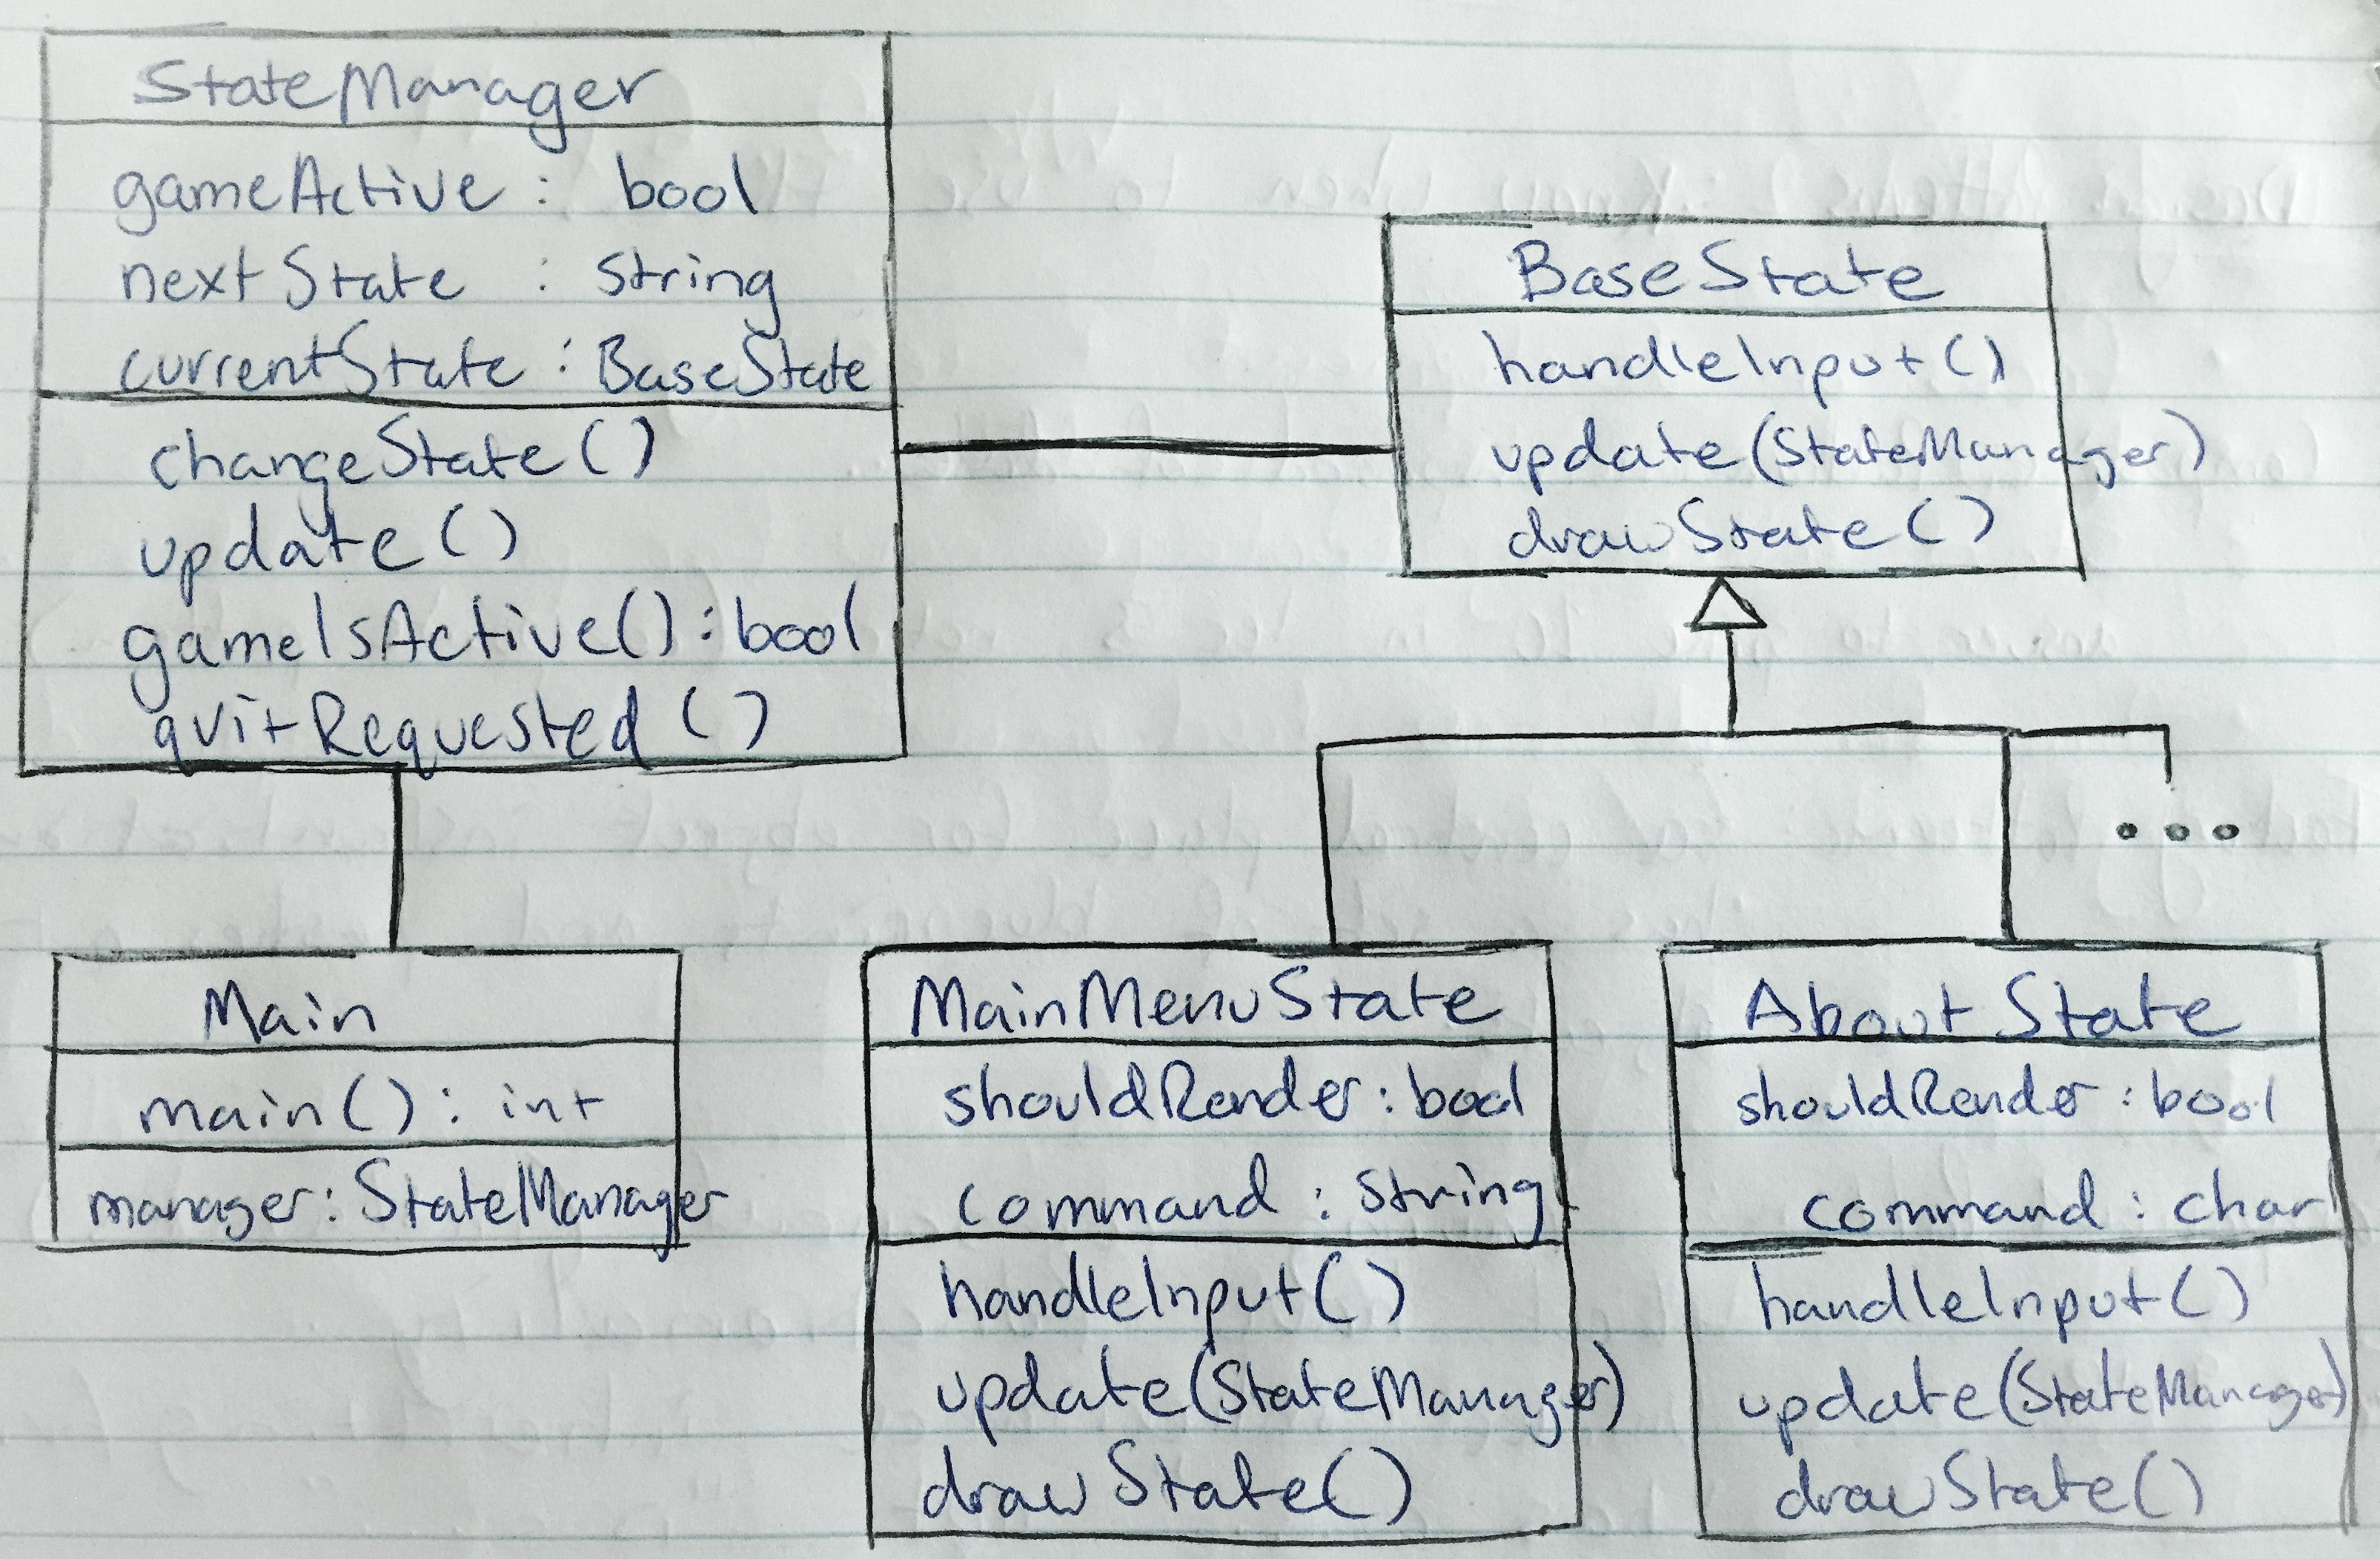 StateManager
gameActive : bool
nextState : String
currentState : BaseState
changeState()
update()
gameIsActive() : bool
quitRequested()
BaseState
handleInput()
update(StateManager)
drawState()
...
Main
main() : int
manager : StateManager
MainMenuState
shouldRender : bool
command : String
handleInput()
update(StateManager)
drawState()
AboutState
shouldRender : bool
command : char
handleInput()
update(StateManager)
drawState()